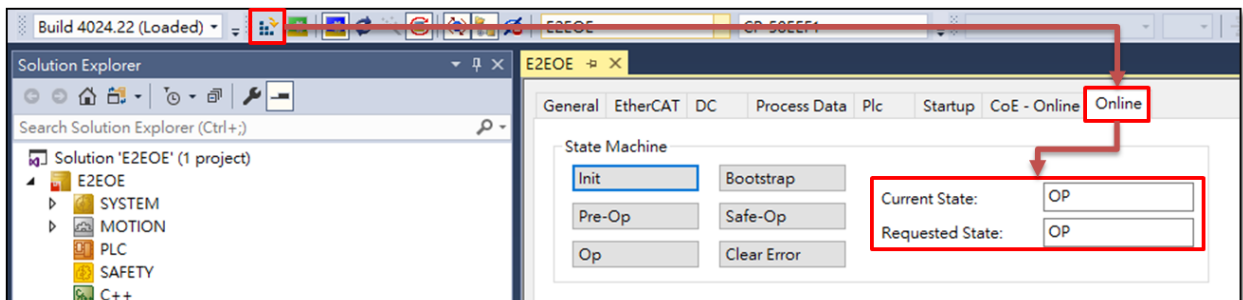 Build 4024.22 (Loaded)
E2EOE
CP-58EEF1
Solution Explorer
Search Solution Explorer (Ctrl+;)
Solution 'E2EOE' (1 project)
E2EOE
SYSTEM
MOTION
PLC
SAFETY
C++
E2EOE
General EtherCAT DC Process Data Plc Startup CoE - Online Online
State Machine
Init Bootstrap
Pre-Op Safe-Op
Op Clear Error
Current State: OP
Requested State: OP